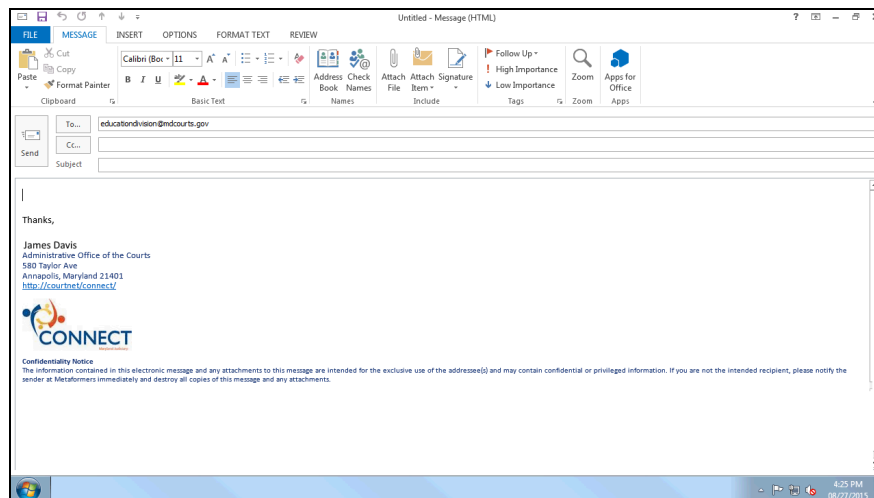 Untitled - Message (HTML)
FILE MESSAGE INSERT OPTIONS FORMAT TEXT REVIEW
Cut
Copy
Format Painter
Paste
Clipboard
Calibri (Boc 11
B I U
Basic Text
Address Book
Check Names
Names
Attach File
Attach Item
Signature
Include
Follow Up
High Importance
Low Importance
Tags
Zoom
Zoom
Apps for Office
Apps
Send
To... educationdivision@mdcourts.gov
Cc...
Subject
Thanks,
James Davis
Administrative Office of the Courts
580 Taylor Ave
Annapolis, Maryland 21401
http://courtnet/connect/
CONNECT
Confidentiality Notice
The information contained in this electronic message and any attachments to this message are intended for the exclusive use of the addressee(s) and may contain confidential or privileged information. If you are not the intended recipient, please notify the
sender at Metaformers immediately and destroy all copies of this message and any attachments.
4:25 PM
08/27/2015